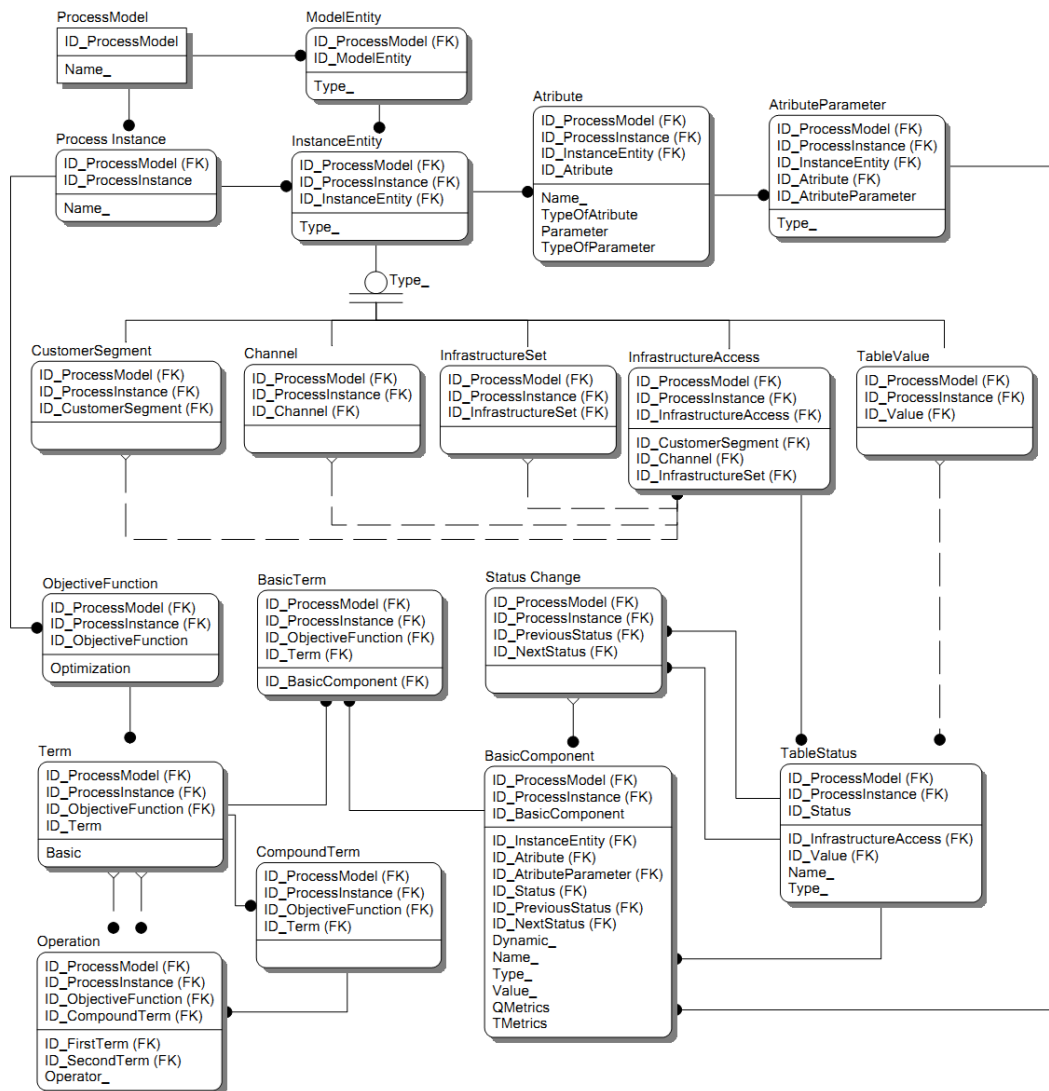 ProcessModel
ID_ProcessModel
Name_
ModelEntity
ID_ProcessModel (FK)
ID_ModelEntity
Type_
Process Instance
ID_ProcessModel (FK)
ID_ProcessInstance
Name_
InstanceEntity
ID_ProcessModel (FK)
ID_ProcessInstance (FK)
ID_InstanceEntity (FK)
Type_
Atribute
ID_ProcessModel (FK)
ID_ProcessInstance (FK)
ID_InstanceEntity (FK)
ID_Atribute
Name_
TypeOfAtribute
Parameter
TypeOfParameter
AtributeParameter
ID_ProcessModel (FK)
ID_ProcessInstance (FK)
ID_InstanceEntity (FK)
ID_Atribute (FK)
ID_AtributeParameter
Type_
Type_
CustomerSegment
ID_ProcessModel (FK)
ID_ProcessInstance (FK)
ID_CustomerSegment (FK)
Channel
ID_ProcessModel (FK)
ID_ProcessInstance (FK)
ID_Channel (FK)
InfrastructureSet
ID_ProcessModel (FK)
ID_ProcessInstance (FK)
ID_InfrastructureSet (FK)
InfrastructureAccess
ID_ProcessModel (FK)
ID_ProcessInstance (FK)
ID_InfrastructureAccess (FK)
ID_CustomerSegment (FK)
ID_Channel (FK)
ID_InfrastructureSet (FK)
TableValue
ID_ProcessModel (FK)
ID_ProcessInstance (FK)
ID_Value (FK)
ObjectiveFunction
ID_ProcessModel (FK)
ID_ProcessInstance (FK)
ID_ObjectiveFunction
Optimization
BasicTerm
ID_ProcessModel (FK)
ID_ProcessInstance (FK)
ID_ObjectiveFunction (FK)
ID_Term (FK)
ID_BasicComponent (FK)
Status Change
ID_ProcessModel (FK)
ID_ProcessInstance (FK)
ID_PreviousStatus (FK)
ID_NextStatus (FK)
Term
ID_ProcessModel (FK)
ID_ProcessInstance (FK)
ID_ObjectiveFunction (FK)
ID_Term
Basic
CompoundTerm
ID_ProcessModel (FK)
ID_ProcessInstance (FK)
ID_ObjectiveFunction (FK)
ID_Term (FK)
BasicComponent
ID_ProcessModel (FK)
ID_ProcessInstance (FK)
ID_BasicComponent
ID_InstanceEntity (FK)
ID_Atribute (FK)
ID_AtributeParameter (FK)
ID_Status (FK)
ID_PreviousStatus (FK)
ID_NextStatus (FK)
Dynamic_
Name_
Type_
Value_
QMetrics
TMetrics
TableStatus
ID_ProcessModel (FK)
ID_ProcessInstance (FK)
ID_Status
ID_InfrastructureAccess (FK)
ID_Value (FK)
Name_
Type_
Operation
ID_ProcessModel (FK)
ID_ProcessInstance (FK)
ID_ObjectiveFunction (FK)
ID_CompoundTerm (FK)
ID_FirstTerm (FK)
ID_SecondTerm (FK)
Operator_